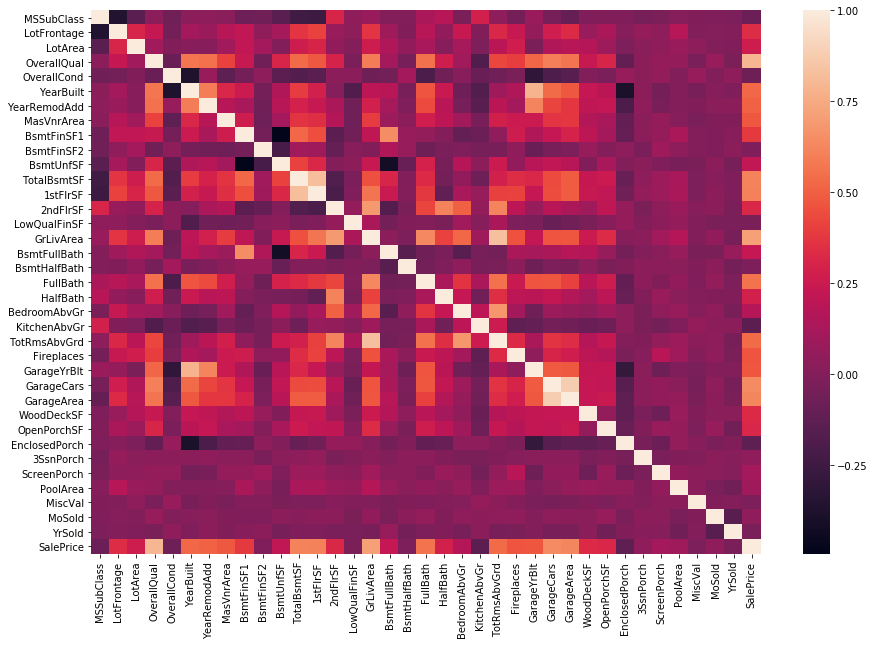 MSSubClass
LotFrontage
LotArea
OverallQual
OverallCond
YearBuilt
YearRemodAdd
MasVnrArea
BsmtFinSF1
BsmtFinSF2
BsmtUnfSF
TotalBsmtSF
1stFlrSF
2ndFlrSF
LowQualFinSF
GrLivArea
BsmtFullBath
BsmtHalfBath
FullBath
HalfBath
BedroomAbvGr
KitchenAbvGr
TotRmsAbvGrd
Fireplaces
GarageYrBlt
GarageCars
GarageArea
WoodDeckSF
OpenPorchSF
EnclosedPorch
3SsnPorch
ScreenPorch
PoolArea
MiscVal
MoSold
YrSold
SalePrice
MSSubClass
LotFrontage
LotArea
OverallQual
OverallCond
YearBuilt
YearRemodAdd
MasVnrArea
BsmtFinSF1
BsmtFinSF2
BsmtUnfSF
TotalBsmtSF
1stFlrSF
2ndFlrSF
LowQualFinSF
GrLivArea
BsmtFullBath
BsmtHalfBath
FullBath
HalfBath
BedroomAbvGr
KitchenAbvGr
TotRmsAbvGrd
Fireplaces
GarageYrBlt
GarageCars
GarageArea
WoodDeckSF
OpenPorchSF
EnclosedPorch
3SsnPorch
ScreenPorch
PoolArea
MiscVal
MoSold
YrSold
SalePrice
1.00
0.75
0.50
0.25
0.00
−0.25